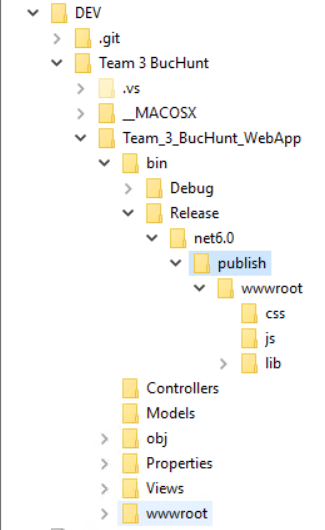 DEV
.git
Team 3 BucHunt
.vs
__MACOSX
Team_3_BucHunt_WebApp
bin
Debug
Release
net6.0
publish
wwwroot
css
js
lib
Controllers
Models
obj
Properties
Views
wwwroot